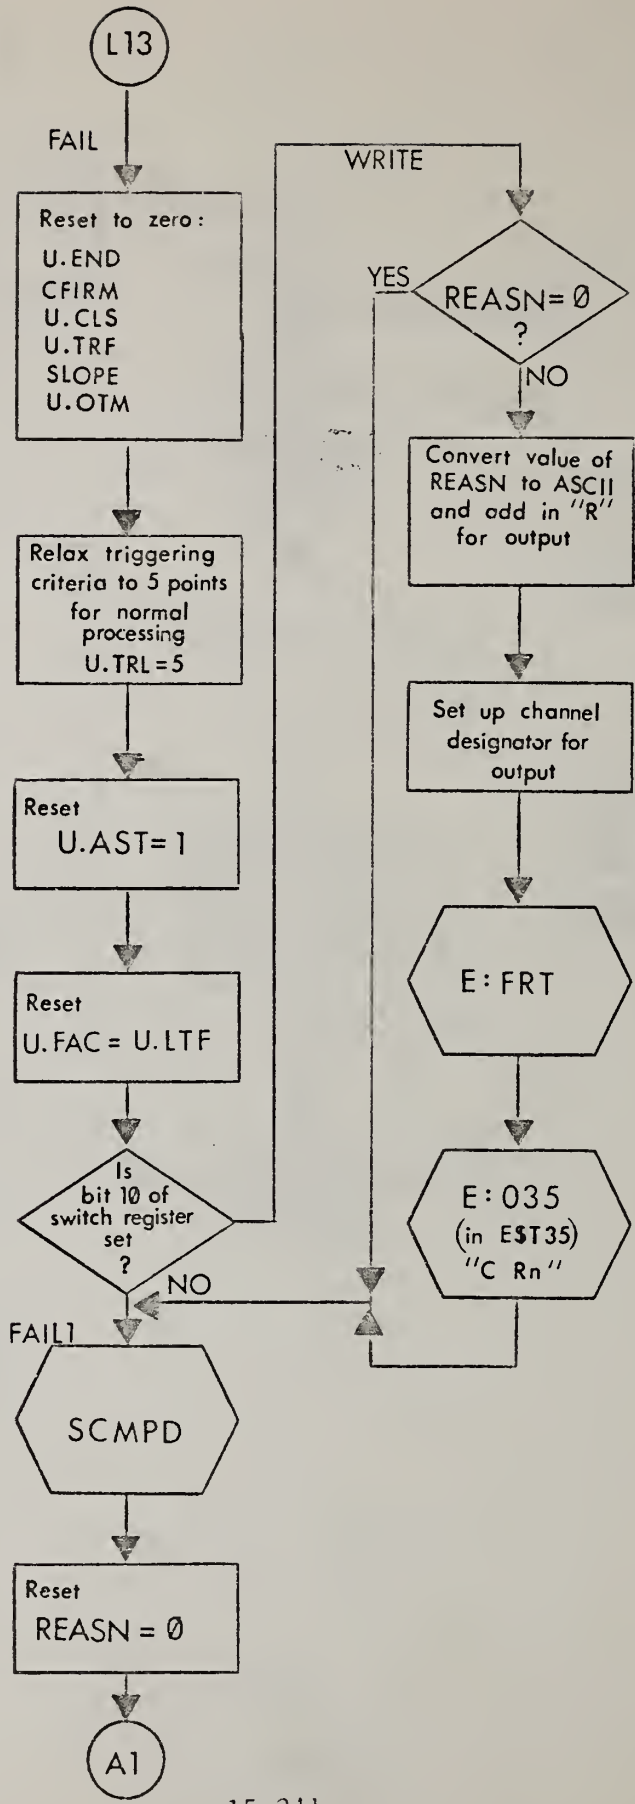 L13
FAIL
Reset to zero:
U.END
CFIRM
U.CLS
U.TRF
SLOPE
U.OTM
Relax triggering
criteria to 5 points
for normal
processing
U.TRL=5
Reset
U.AST=1
Reset
U.FAC = U.LTF
Is
bit 10 of
switch register
set
?
NO
FAIL1
SCMPD
Reset
REASN = 0
A1
WRITE
YES
REASN=0
?
NO
Convert value of
REASN to ASCII
and add in "R"
for output
Set up channel
designator for
output
E:FRT
E:035
(in E$T35)
"C Rn"